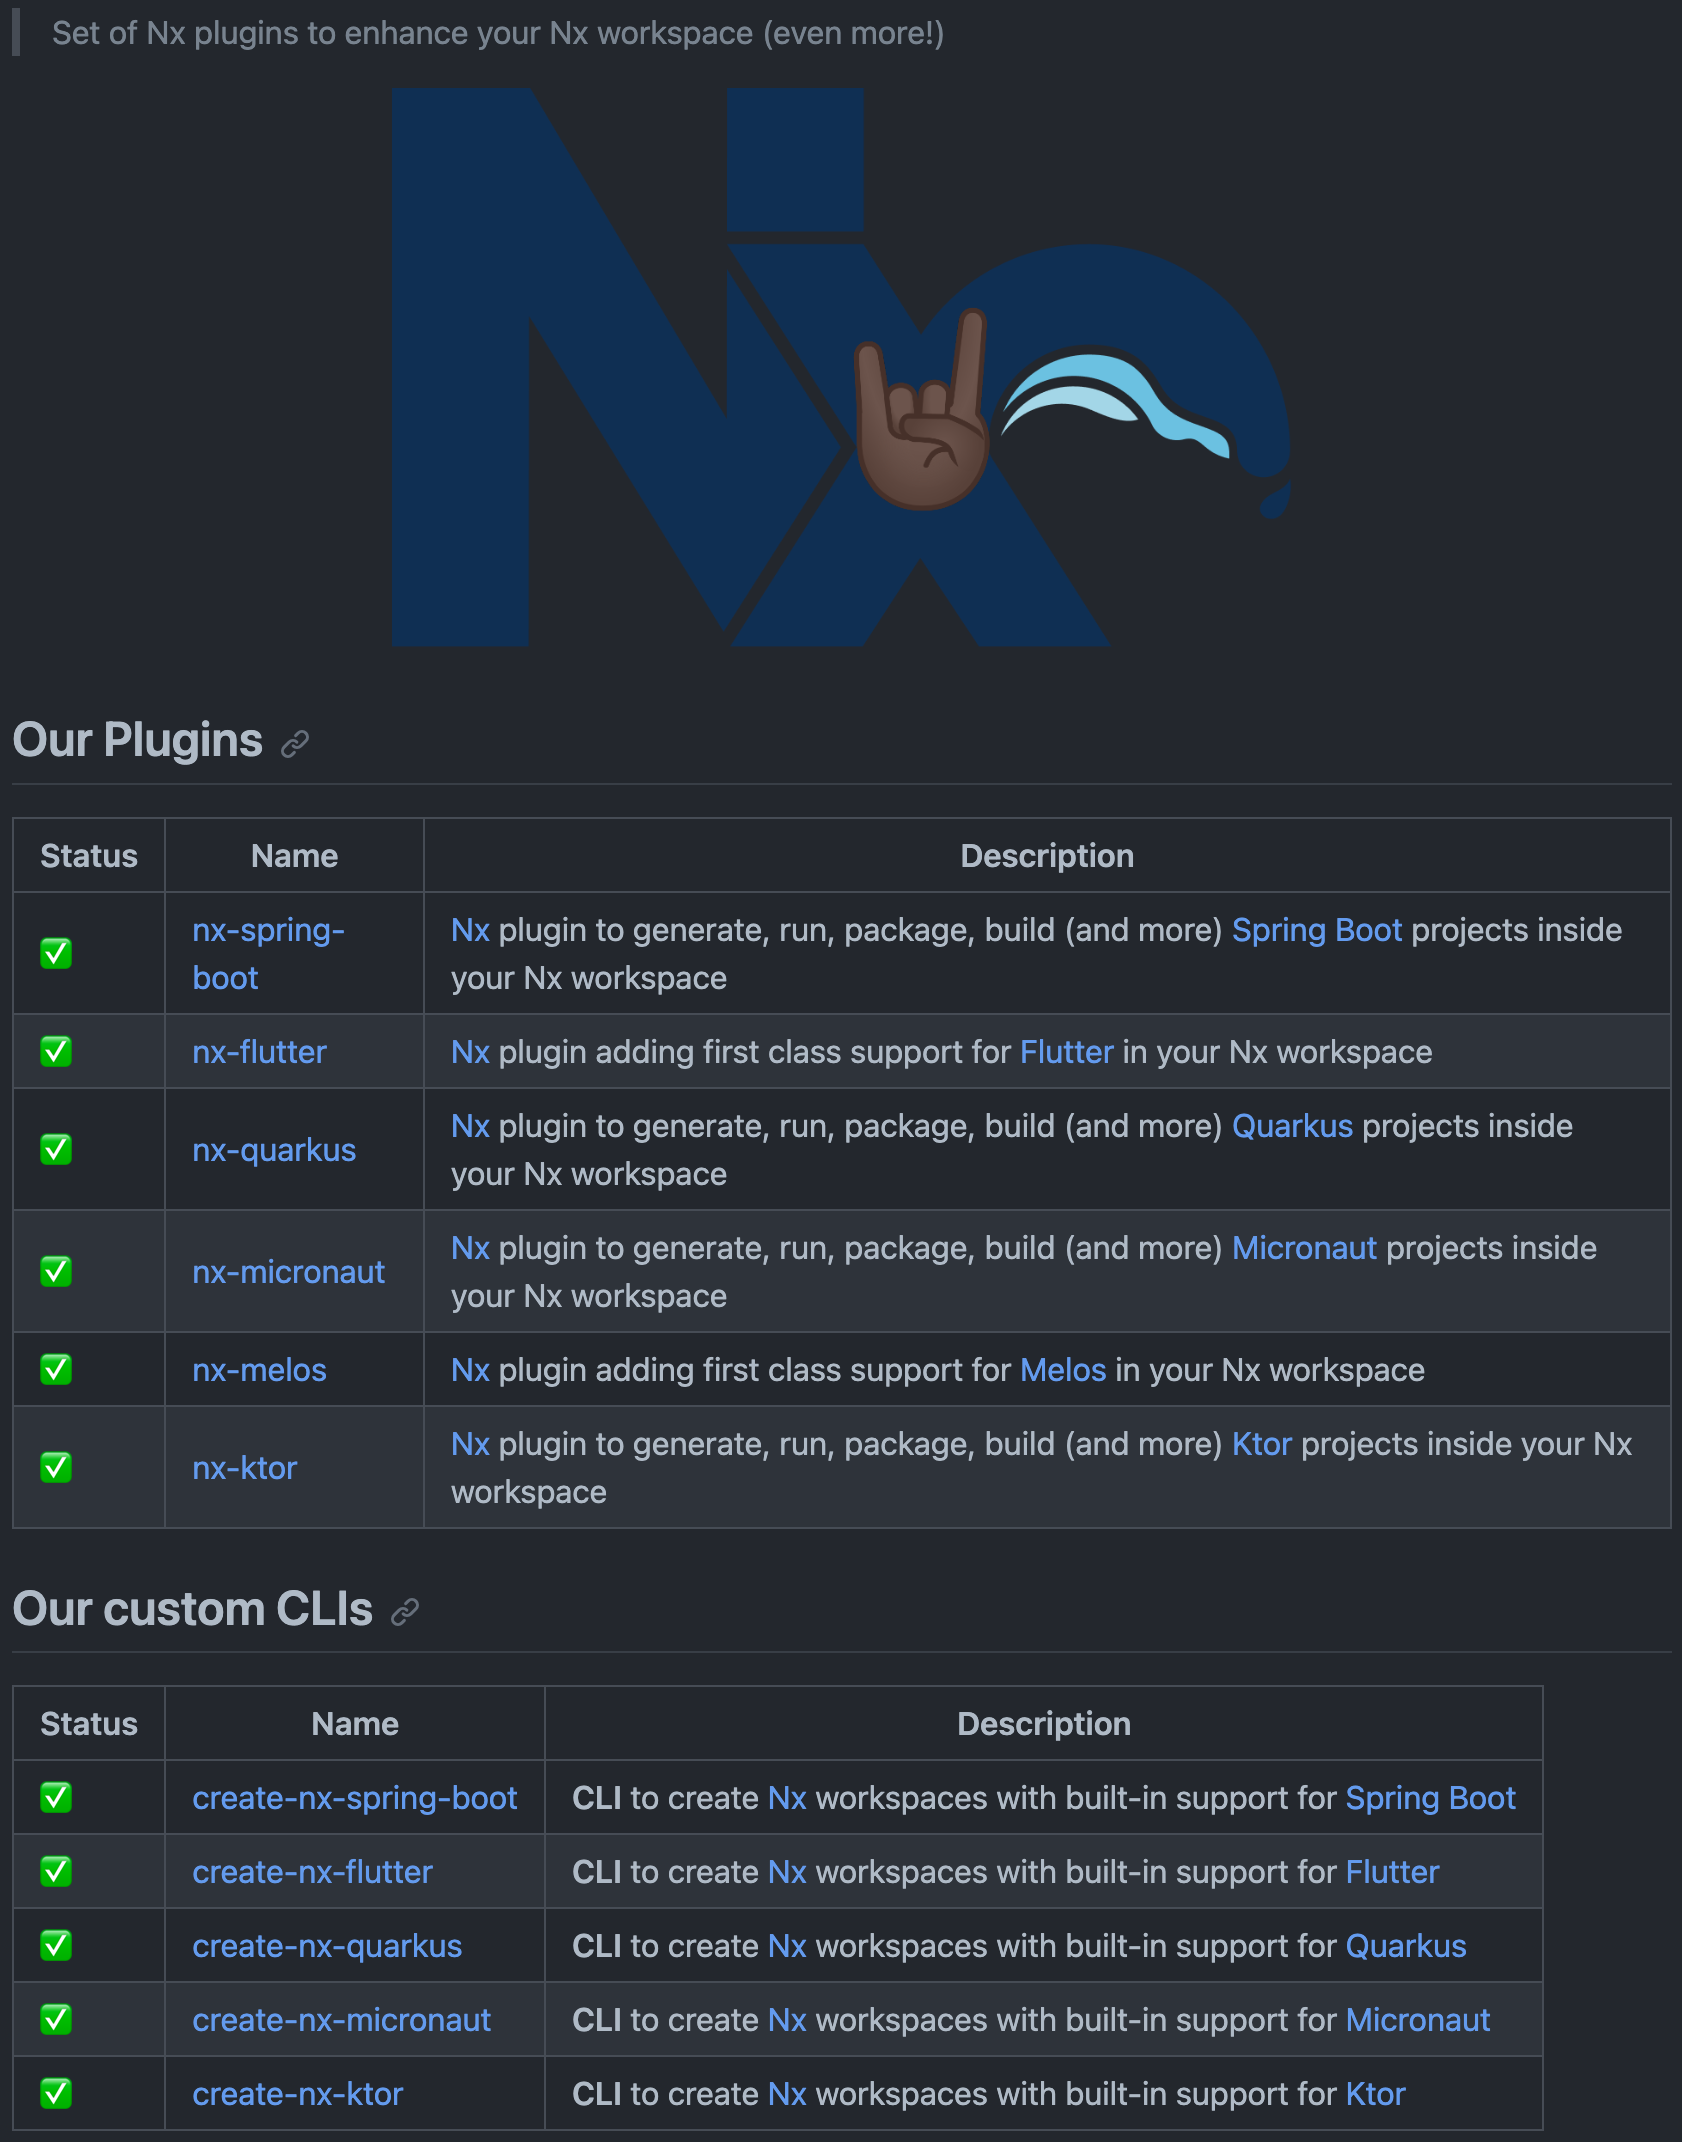 Set of Nx plugins to enhance your Nx workspace (even more!)
Nx
Our Plugins
Status Name Description
nx-spring-
boot
Nx plugin to generate, run, package, build (and more) Spring Boot projects inside
your Nx workspace
nx-flutter
Nx plugin adding first class support for Flutter in your Nx workspace
nx-quarkus
Nx plugin to generate, run, package, build (and more) Quarkus projects inside
your Nx workspace
nx-micronaut
Nx plugin to generate, run, package, build (and more) Micronaut projects inside
your Nx workspace
nx-melos
Nx plugin adding first class support for Melos in your Nx workspace
nx-ktor
Nx plugin to generate, run, package, build (and more) Ktor projects inside your Nx
workspace
Our custom CLIs
Status Name Description
create-nx-spring-boot CLI to create Nx workspaces with built-in support for Spring Boot
create-nx-flutter CLI to create Nx workspaces with built-in support for Flutter
create-nx-quarkus CLI to create Nx workspaces with built-in support for Quarkus
create-nx-micronaut CLI to create Nx workspaces with built-in support for Micronaut
create-nx-ktor CLI to create Nx workspaces with built-in support for Ktor